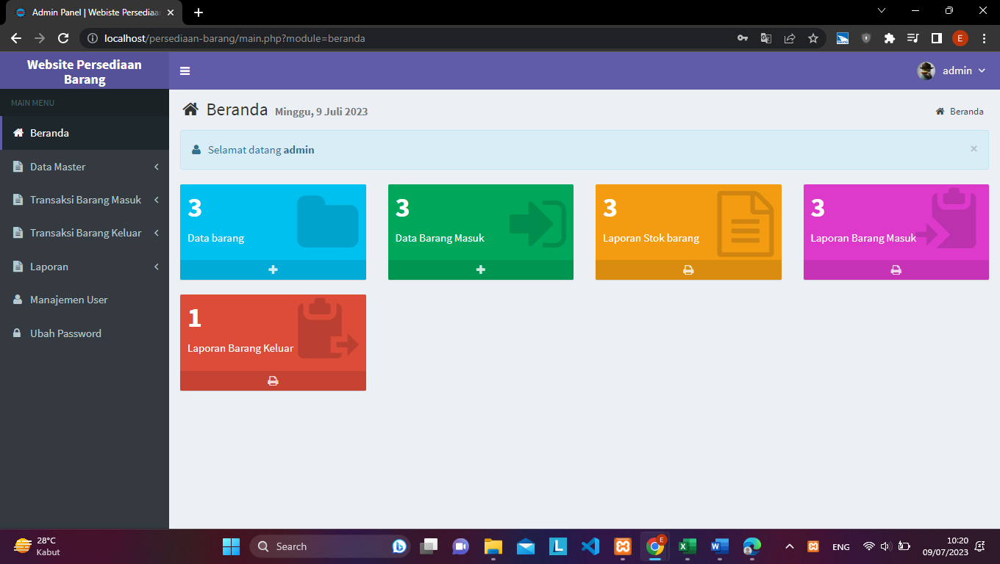 Admin Panel | Webiste Persediaan
localhost/persediaan-barang/main.php?module=beranda
E
Website Persediaan
Barang
admin
MAIN MENU
Beranda
Data Master
Transaksi Barang Masuk
Transaksi Barang Keluar
Laporan
Manajemen User
Ubah Password
Beranda Minggu, 9 Juli 2023
Beranda
Selamat datang admin
×
3
Data barang
3
Data Barang Masuk
3
Laporan Stok barang
3
Laporan Barang Masuk
1
Laporan Barang Keluar
28°C
Kabut
Search
L
E
ENG
10:20
09/07/2023